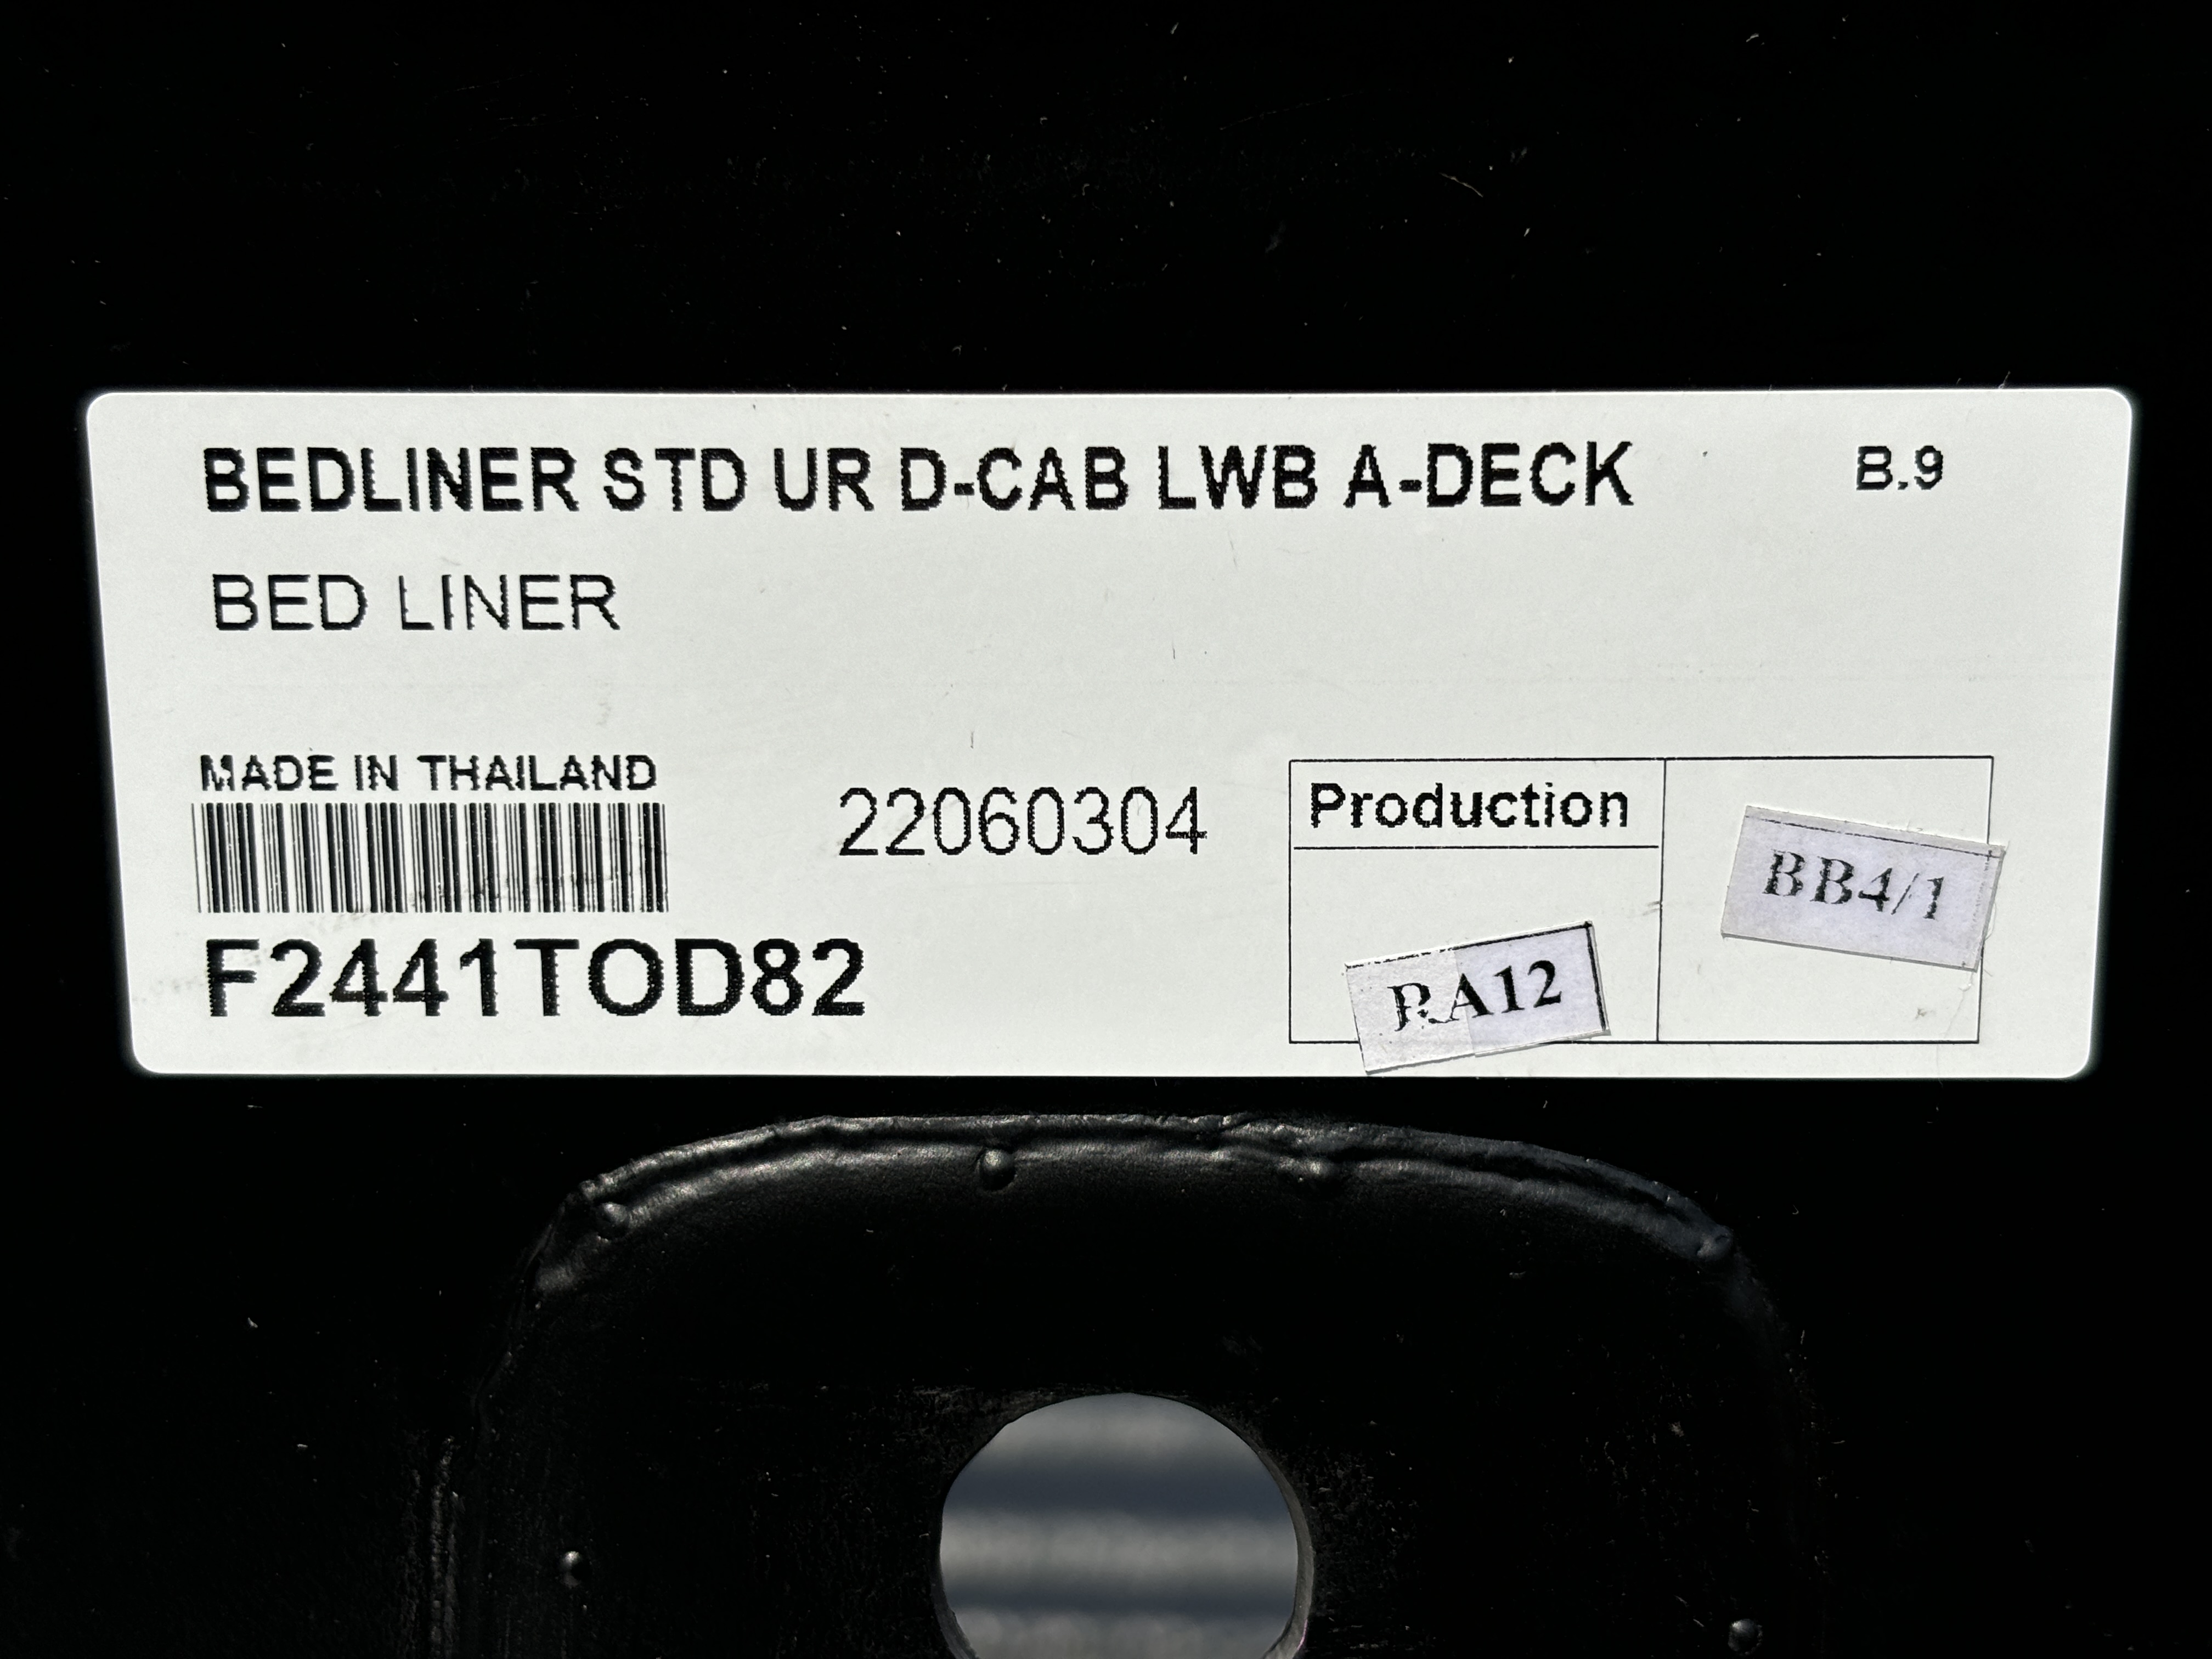 BEDLINER STD UR D-CAB LWB A-DECK B.9
BED LINER
MADE IN THAILAND
22060304
Production
BB4/1
RA12
F2441TOD82